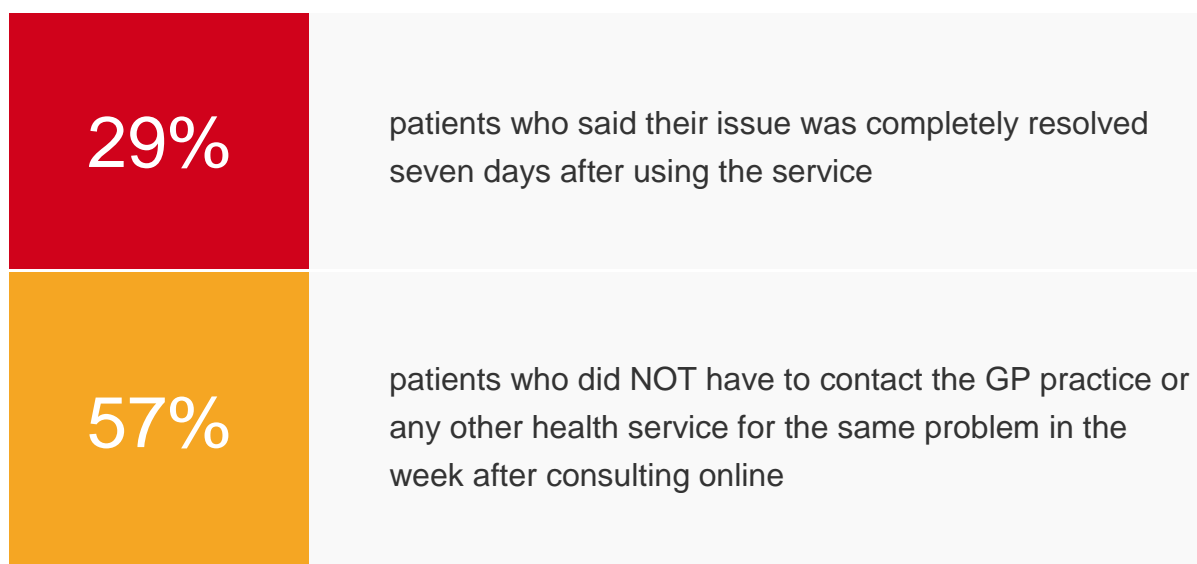 29%
patients who said their issue was completely resolved
seven days after using the service
57%
patients who did NOT have to contact the GP practice or
any other health service for the same problem in the
week after consulting online